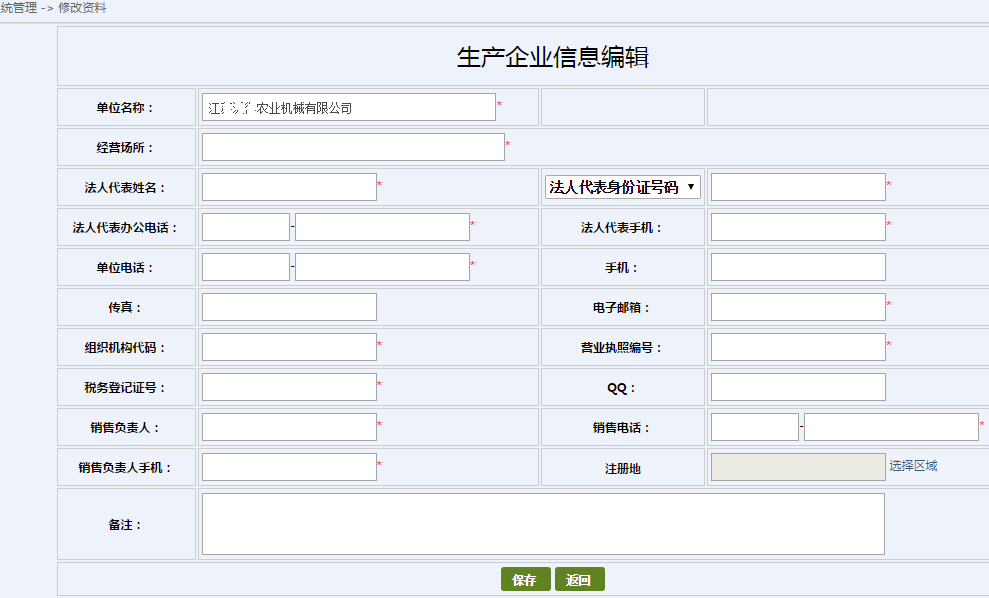 统管理 -> 修改资料
生产企业信息编辑
单位名称： 江 农业机械有限公司 *
经营场所： *
法人代表姓名： * 法人代表身份证号码 ▼ *
法人代表办公电话： - * 法人代表手机： *
单位电话： - * 手机：
传真： 电子邮箱： *
组织机构代码： * 营业执照编号： *
税务登记证号： * QQ：
销售负责人： * 销售电话： - *
销售负责人手机： * 注册地 选择区域
备注：
保存 返回